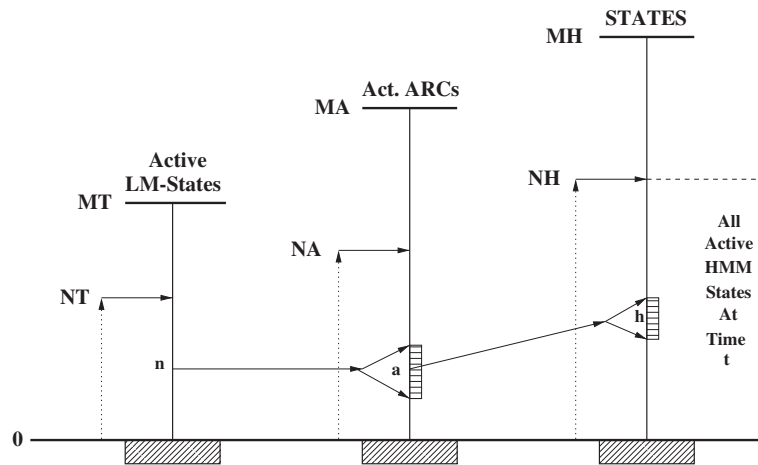 STATES
MH
Act. ARCs
MA
Active
LM-States
MT
NH
NA
NT
All
Active
HMM
States
At
Time
t
n
a
h
0